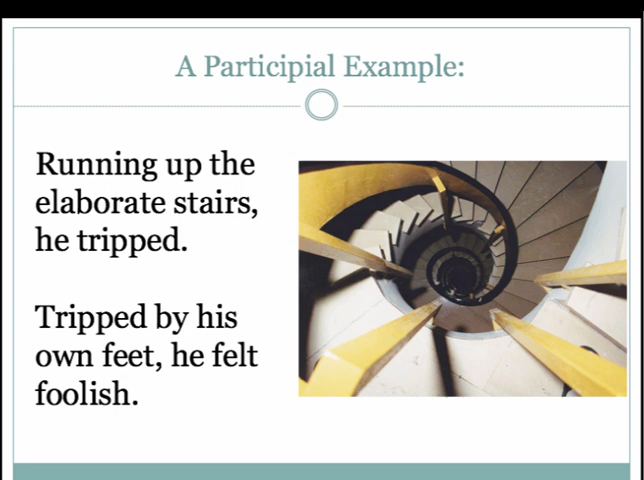 A Participial Example:
Running up the
elaborate stairs,
he tripped.
Tripped by his
own feet, he felt
foolish.